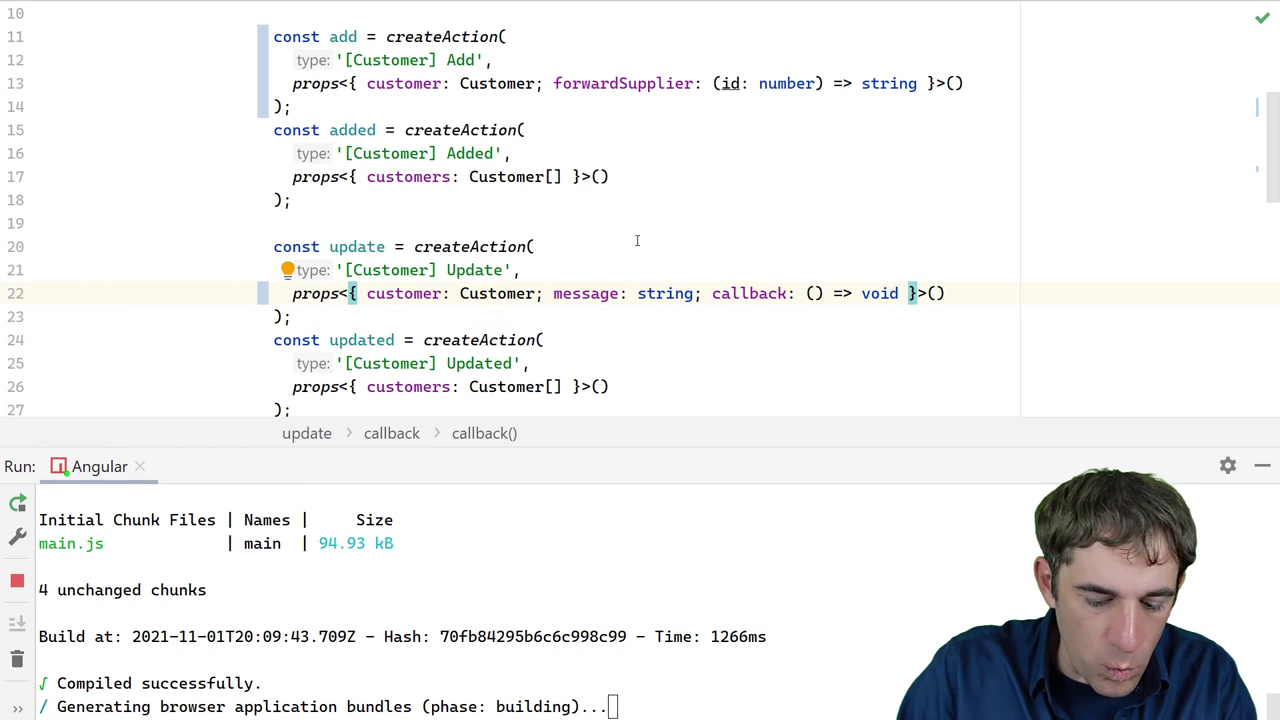 10
11 const add = createAction(
12 type: '[Customer] Add',
13 props<{ customer: Customer; forwardSupplier: (id: number) => string }>()
14 );
15 const added = createAction(
16 type: '[Customer] Added',
17 props<{ customers: Customer[] }>()
18 );
19
20 const update = createAction(
21 type: '[Customer] Update',
22 props<{ customer: Customer; message: string; callback: () => void }>()
23 );
24 const updated = createAction(
25 type: '[Customer] Updated',
26 props<{ customers: Customer[] }>()
27 );
update > callback > callback()
Run: Angular
Initial Chunk Files | Names | Size
main.js | main | 94.93 kB
4 unchanged chunks
Build at: 2021-11-01T20:09:43.709Z - Hash: 70fb84295b6c6c998c99 - Time: 1266ms
√ Compiled successfully.
/ Generating browser application bundles (phase: building)...